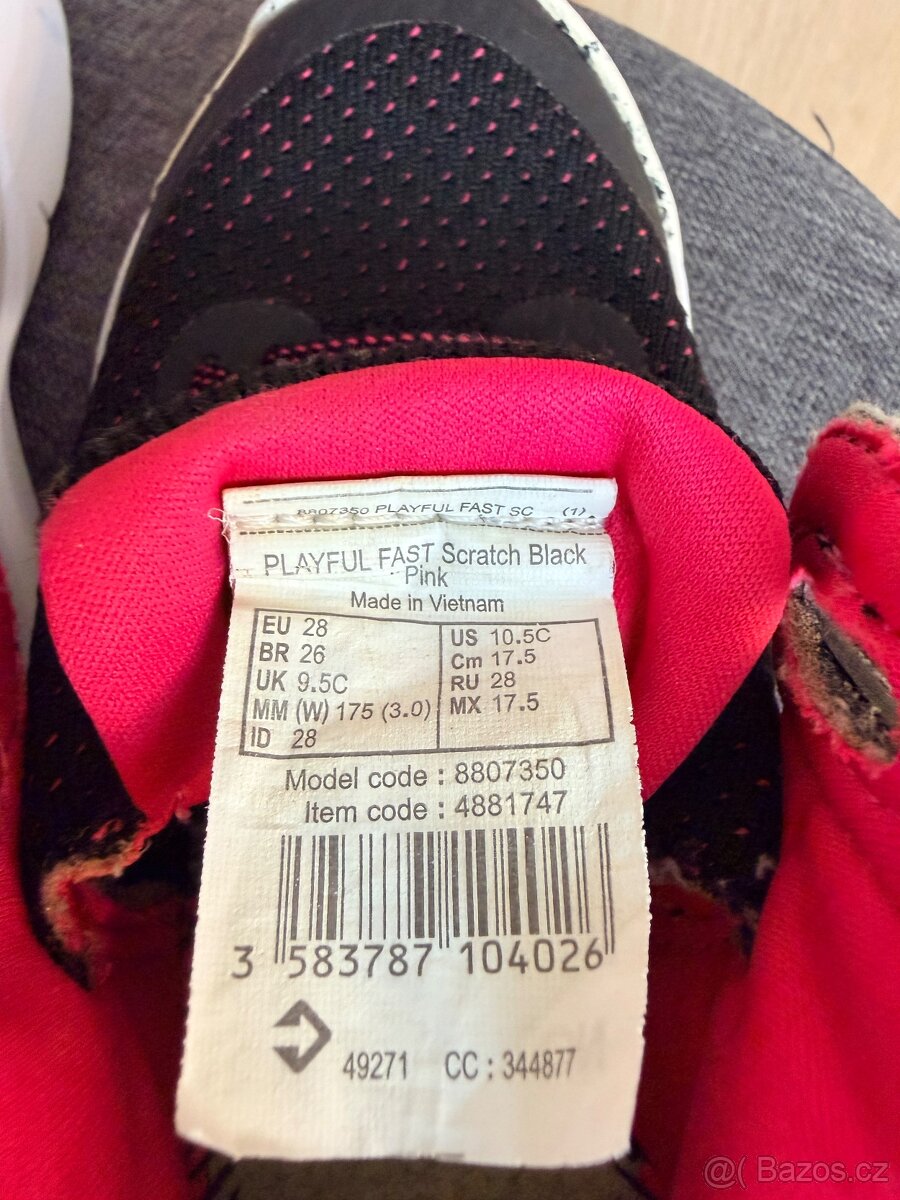 8807350 PLAYFUL FAST SC (1)
PLAYFUL FAST Scratch Black
Pink
Made in Vietnam
EU 28
BR 26
UK 9.5C
MM (W) 175 (3.0)
ID 28
US 10.5C
Cm 17.5
RU 28
MX 17.5
Model code : 8807350
Item code : 4881747
3 583787 104026
49271 CC : 344877
@( Bazos.cz